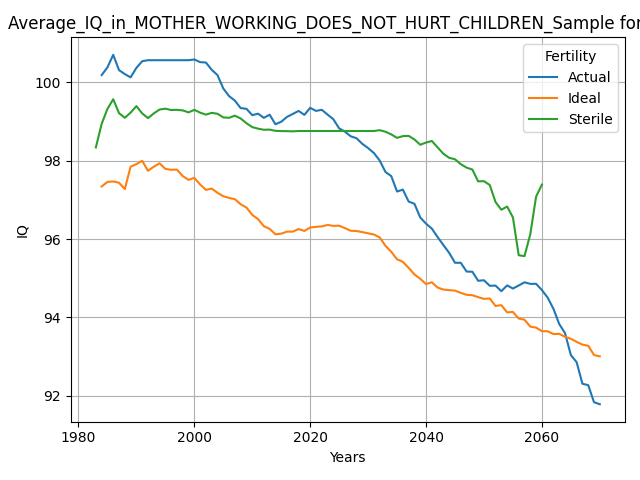 Average_IQ_in_MOTHER_WORKING_DOES_NOT_HURT_CHILDREN_Sample for
Fertility
Actual
Ideal
Sterile
IQ
100
98
96
94
92
1980
2000
2020
2040
2060
Years